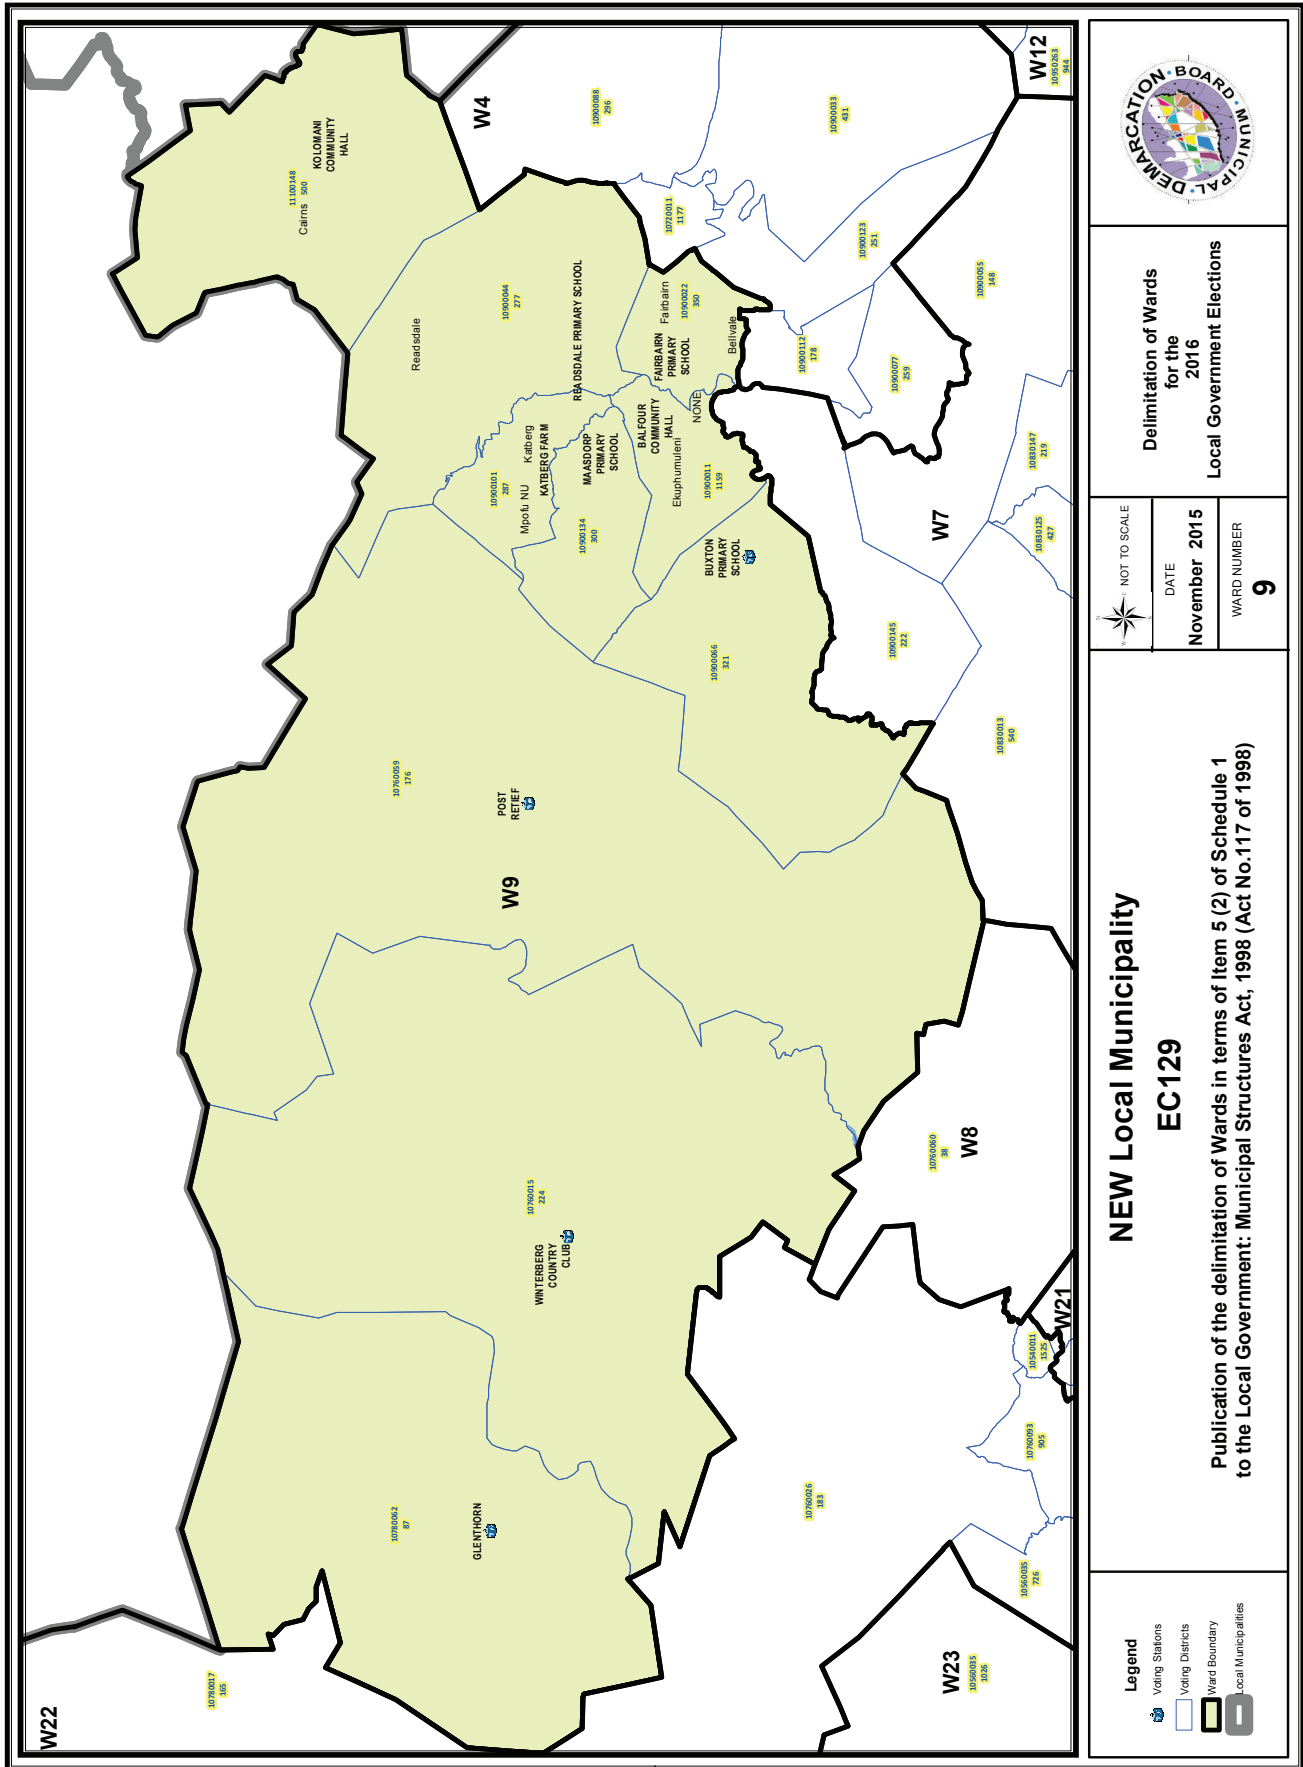 W22
10780017
165
11100148
Cairns 500
KOLOMANI
COMMUNITY
HALL
W4
10900088
296
10900033
431
W12
10950263
944
10720011
1177
10900123
251
10900055
148
Readsdale
10900044
277
READSDALE PRIMARY SCHOOL
Fairbairn
10900022
350
FAIRBAIRN
PRIMARY
SCHOOL
Bellvale
10900112
178
10900077
259
10900101
287
Mpofu NU
Katberg
KATBERG FARM
MAASDORP
PRIMARY
SCHOOL
10900134
300
BALFOUR
COMMUNITY
HALL
NONE
Ekuphumuleni
10900011
1159
BUXTON
PRIMARY
SCHOOL
10900066
321
W7
10830147
219
10830125
427
10900145
222
10830013
540
10760059
176
POST
RETIEF
W9
10760015
224
WINTERBERG
COUNTRY
CLUB
10760060
38
W8
W21
10540011
1525
10760093
905
10780062
87
GLENTHORN
10760026
183
10560035
726
W23
10560035
1026
Legend
Voting Stations
Voting Districts
Ward Boundary
Local Municipalities
NEW Local Municipality
EC129
Publication of the delimitation of Wards in terms of Item 5 (2) of Schedule 1
to the Local Government: Municipal Structures Act, 1998 (Act No.117 of 1998)
NOT TO SCALE
DATE
November 2015
WARD NUMBER
9
Delimitation of Wards
for the
2016
Local Government Elections
MUNICIPAL • DEMARCATION • BOARD •